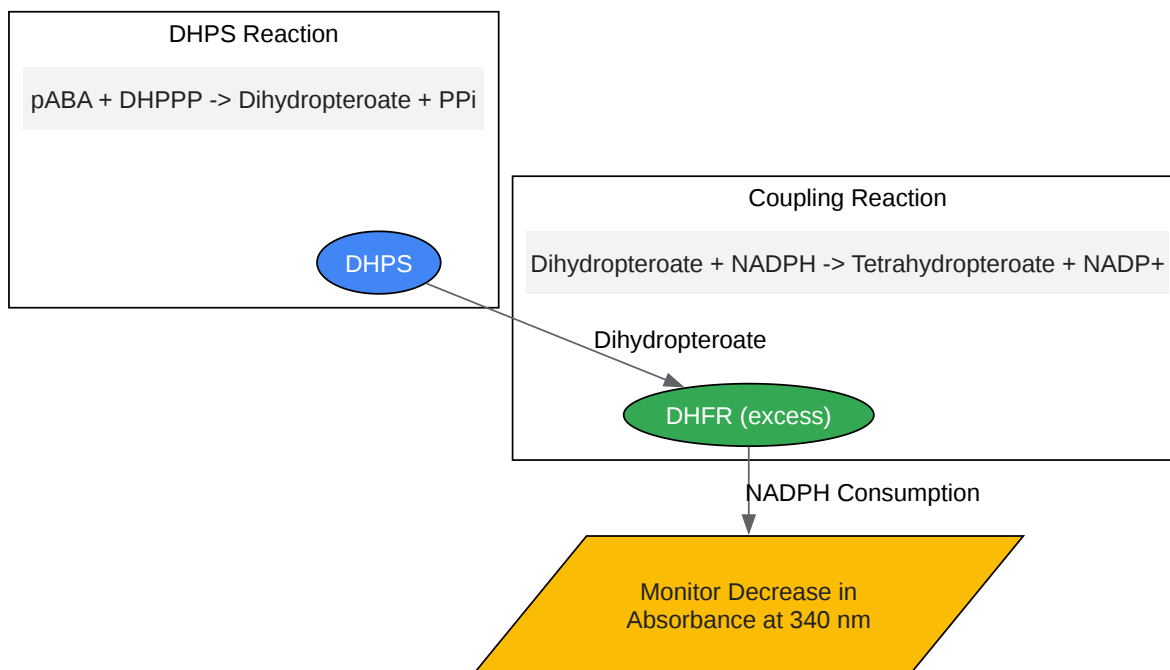 DHPS Reaction
pABA + DHPPP -> Dihydropteroate + PPi
DHPS
Coupling Reaction
Dihydropteroate + NADPH -> Tetrahydropteroate + NADP+
Dihydropteroate
DHFR (excess)
NADPH Consumption
Monitor Decrease in
Absorbance at 340 nm